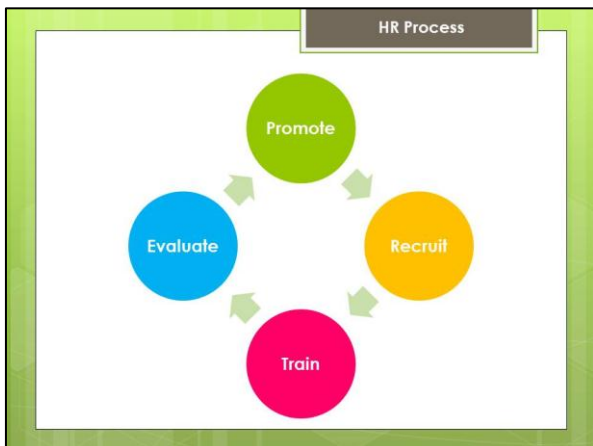 HR Process
Promote
Evaluate
Recruit
Train